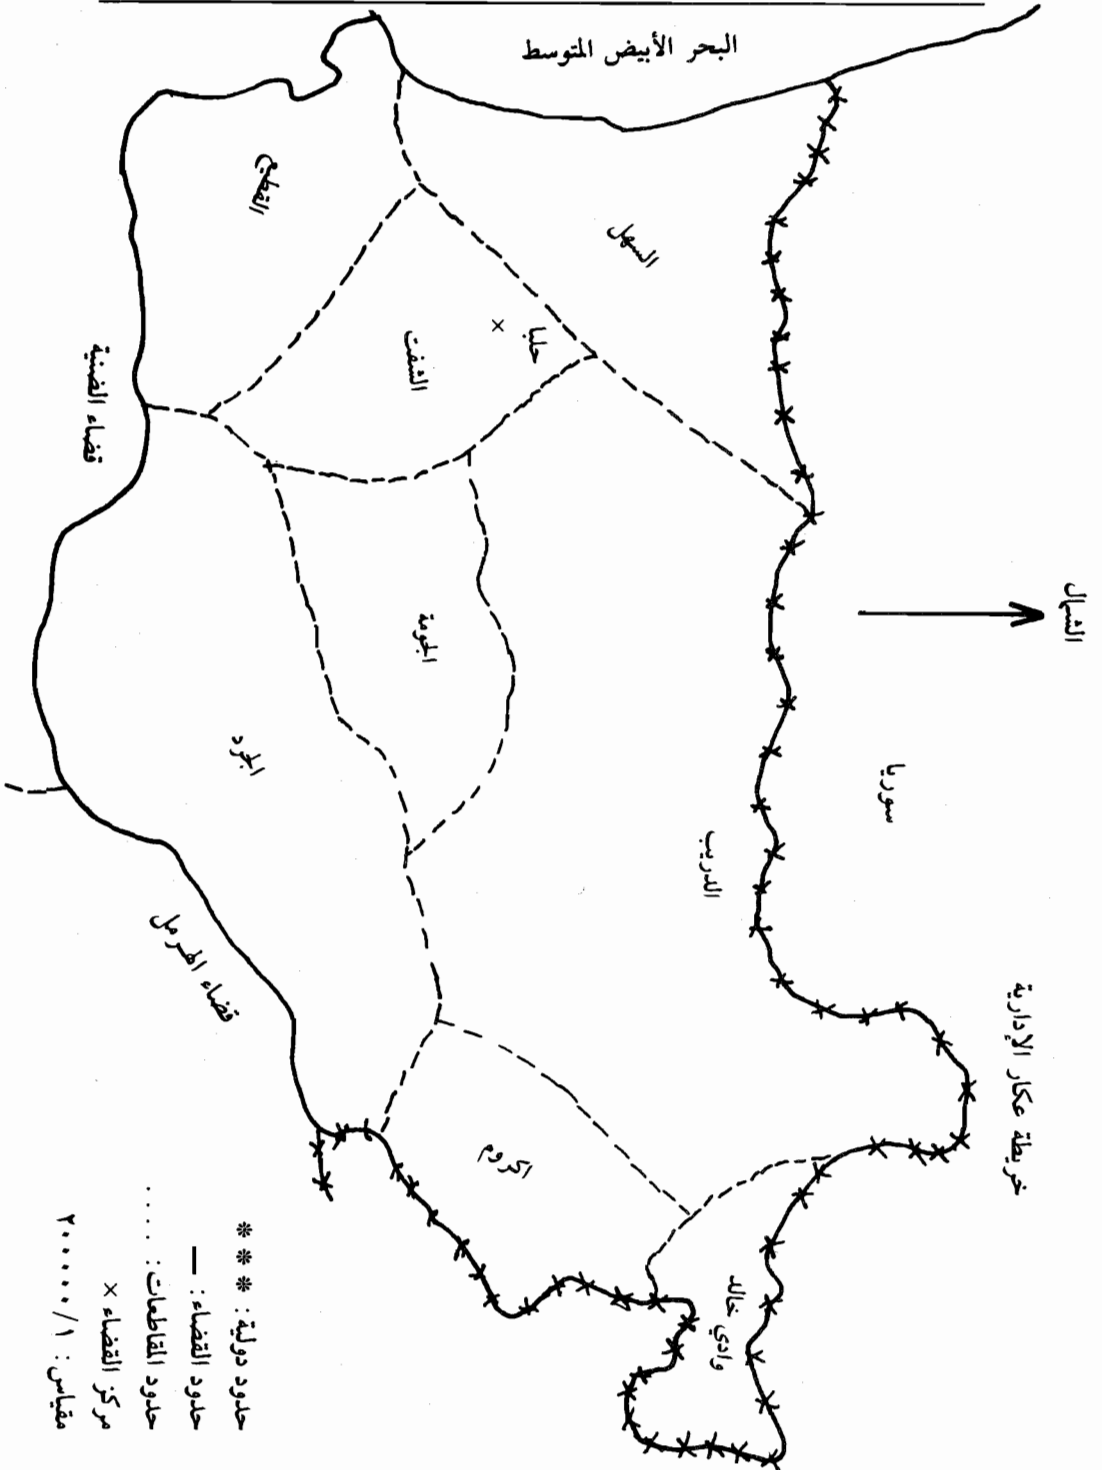 خريطة عكار الإدارية
الشمال
سوريا
البحر الأبيض المتوسط
السهل
الدريب
وادي خالد
حلبا
×
الشفت
الجومة
اكروم
القيطع
الجرد
قضاء الضنية
قضاء الهرمل
حدود دولية : * * *
حدود القضاء : —
حدود المقاطعات : ....
مركز القضاء ×
مقياس : ١/٢٠٠٠٠٠